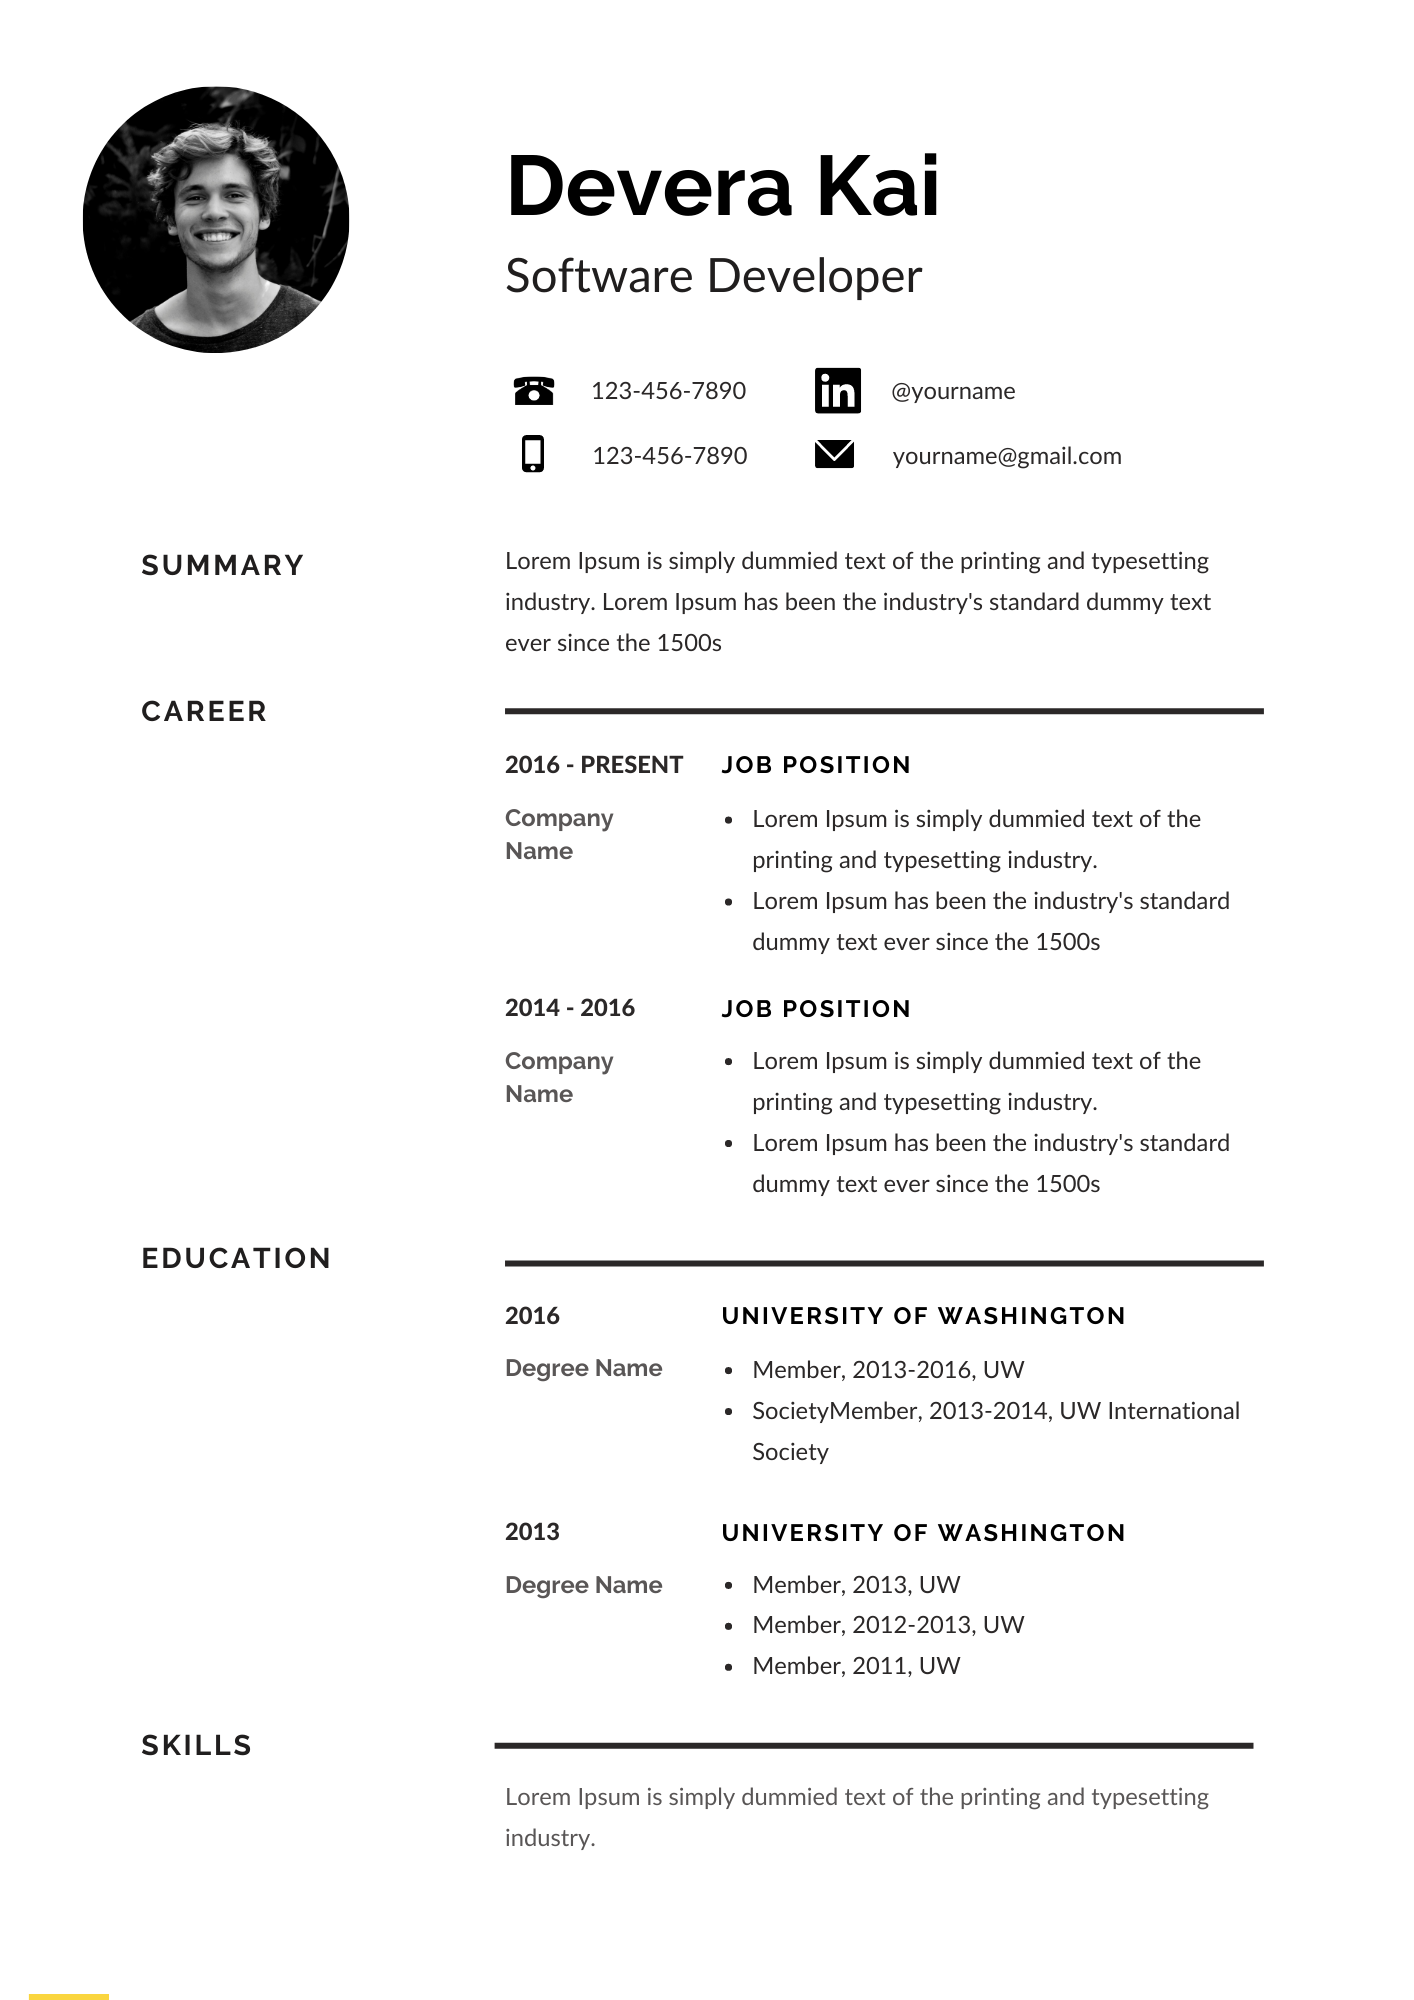 Devera Kai
Software Developer
123-456-7890
@yourname
123-456-7890
yourname@gmail.com
SUMMARY
Lorem Ipsum is simply dummied text of the printing and typesetting
industry. Lorem Ipsum has been the industry's standard dummy text
ever since the 1500s
CAREER
2016 - PRESENT
Company
Name
JOB POSITION
• Lorem Ipsum is simply dummied text of the
printing and typesetting industry.
• Lorem Ipsum has been the industry's standard
dummy text ever since the 1500s
2014 - 2016
Company
Name
JOB POSITION
• Lorem Ipsum is simply dummied text of the
printing and typesetting industry.
• Lorem Ipsum has been the industry's standard
dummy text ever since the 1500s
EDUCATION
2016
Degree Name
UNIVERSITY OF WASHINGTON
• Member, 2013-2016, UW
• SocietyMember, 2013-2014, UW International
Society
2013
Degree Name
UNIVERSITY OF WASHINGTON
• Member, 2013, UW
• Member, 2012-2013, UW
• Member, 2011, UW
SKILLS
Lorem Ipsum is simply dummied text of the printing and typesetting
industry.